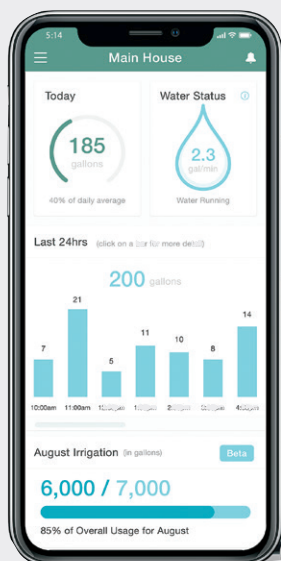 5:14
Main House
Today
185
gallons
40% of daily average
Water Status
2.3
gal/min
Water Running
Last 24hrs (click on a for more detail)
200 gallons
7
21
5
11
10
8
14
10:00am 11:00am
August Irrigation (in gallons)
Beta
6,000 / 7,000
85% of Overall Usage for August